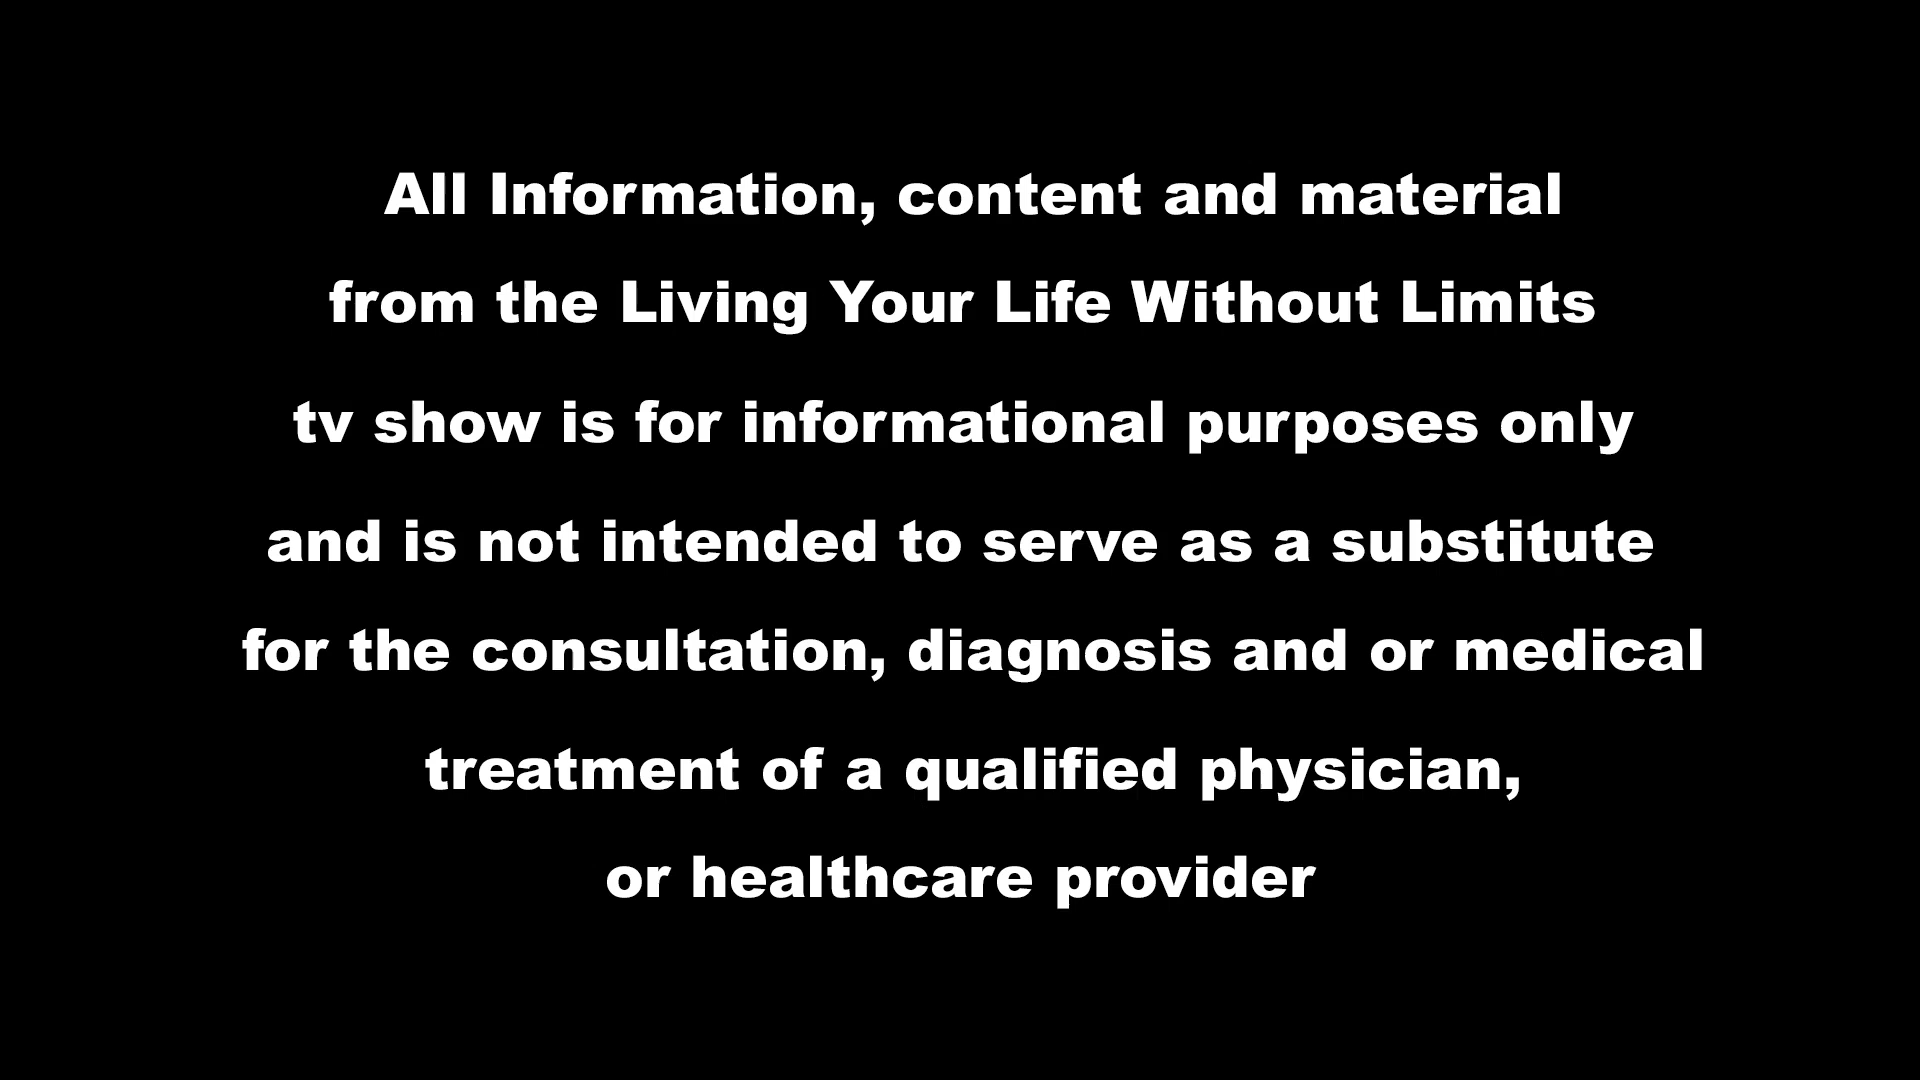 All Information, content and material
from the Living Your Life Without Limits
tv show is for informational purposes only
and is not intended to serve as a substitute
for the consultation, diagnosis and or medical
treatment of a qualified physician,
or healthcare provider